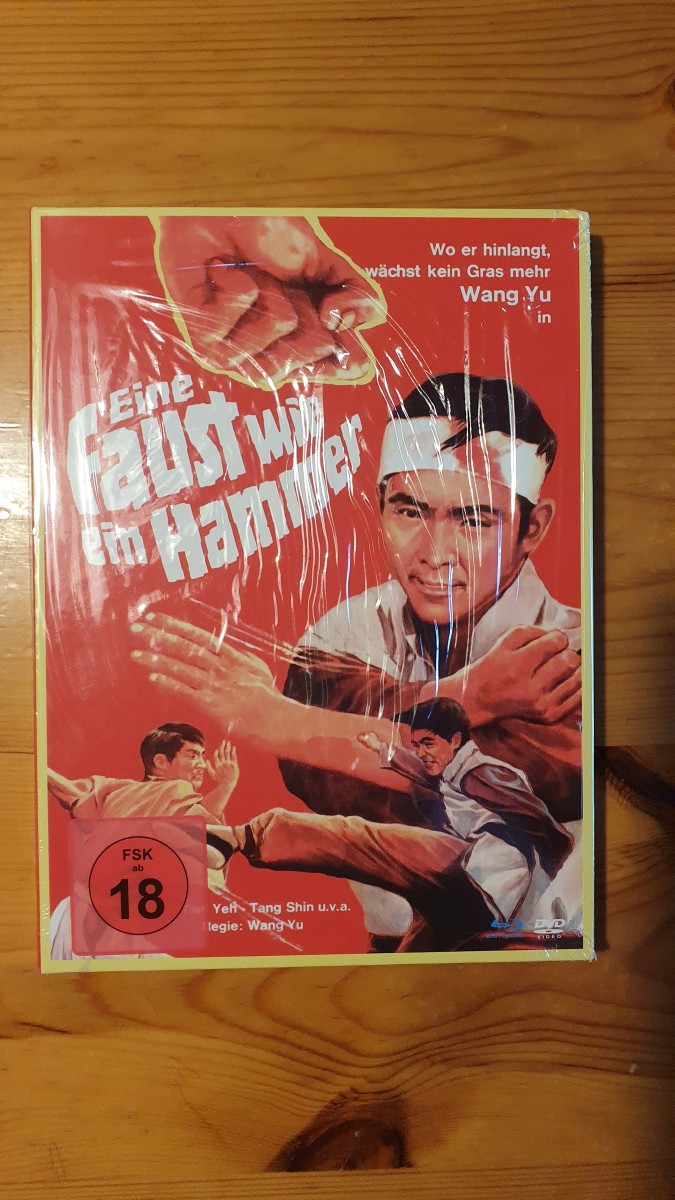 Wo er hinlangt,
wächst kein Gras mehr
Wang Yu
in
Eine
Faust wie
ein Hammer
FSK
ab
18
Yeh - Tang Shin u.v.a.
Regie: Wang Yu
DVD
VIDEO